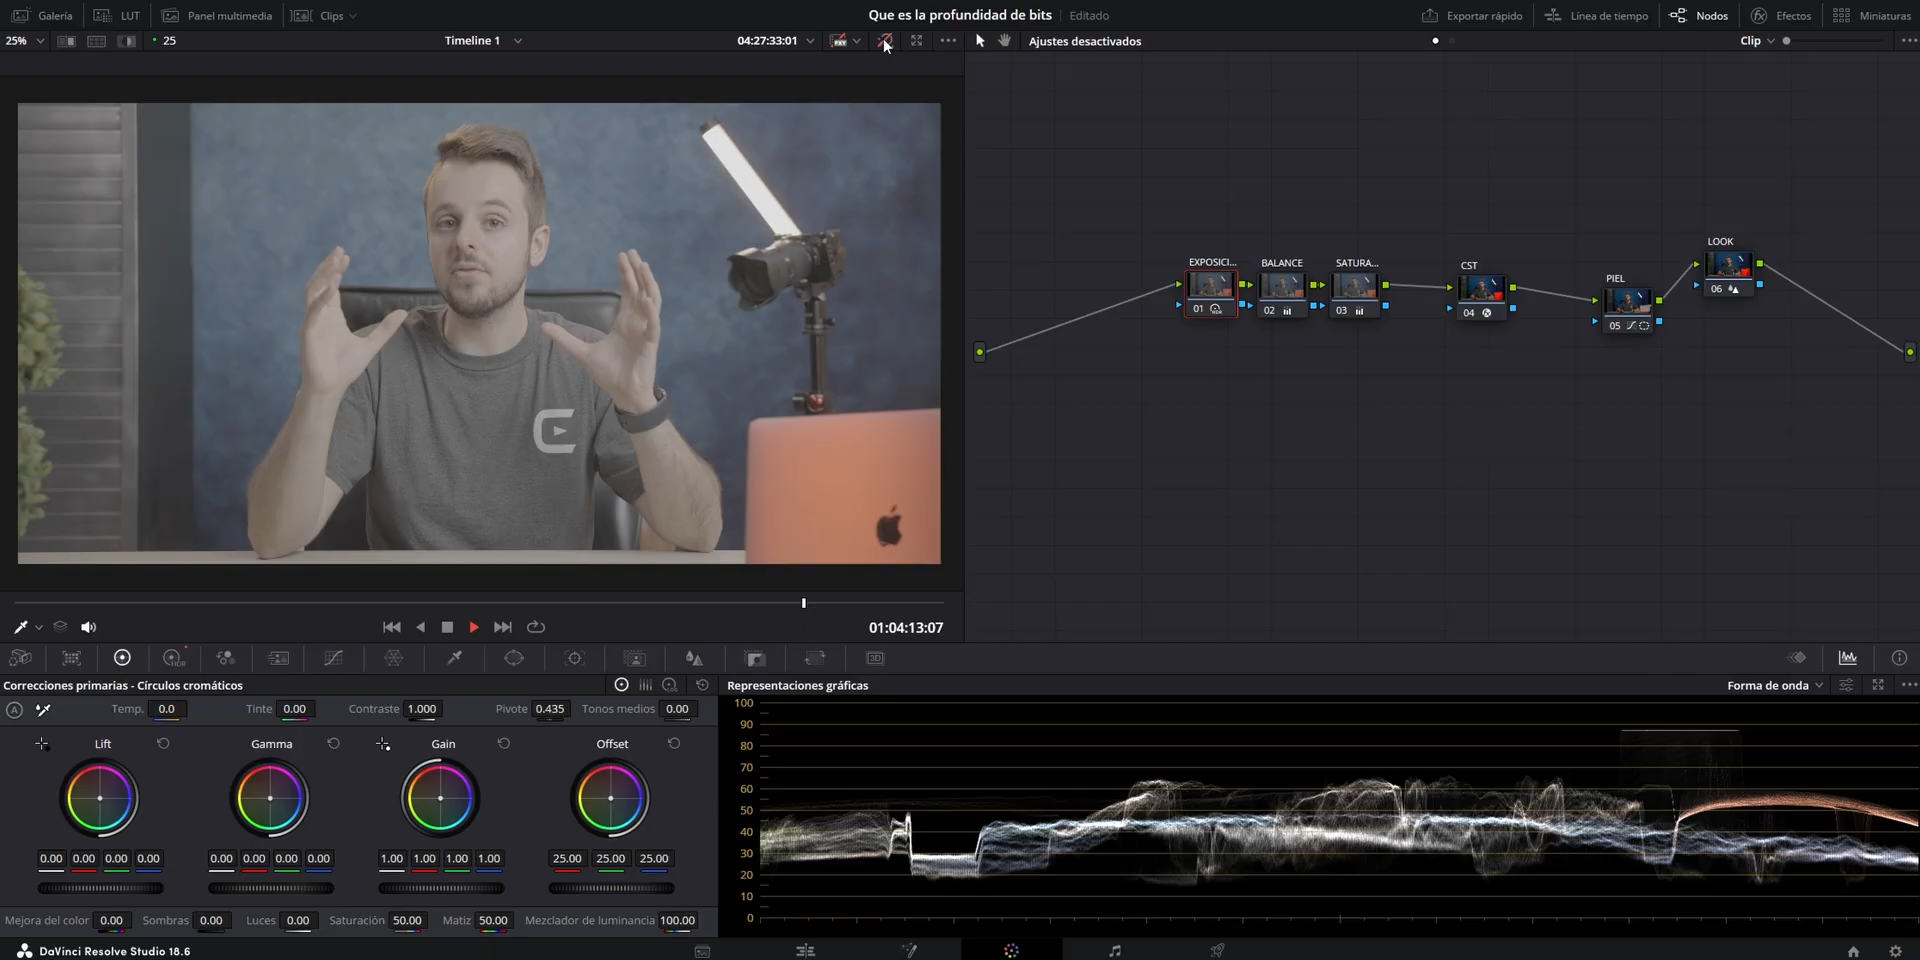 Galería LUT Panel multimedia Clips Que es la profundidad de bits Editado Exportar rápido Línea de tiempo Nodos Efectos Miniaturas
25% 25 Timeline 1 04:27:33:01 Ajustes desactivados Clip
LOOK
EXPOSICI... BALANCE SATURA... CST PIEL
01 02 03 04 05 06
01:04:13:07
HDR 3D
Correcciones primarias - Círculos cromáticos Representaciones gráficas Forma de onda
A Temp. 0.0 Tinte 0.00 Contraste 1.000 Pivote 0.435 Tonos medios 0.00
Lift Gamma Gain Offset
0.00 0.00 0.00 0.00 0.00 0.00 0.00 0.00 1.00 1.00 1.00 1.00 25.00 25.00 25.00
Mejora del color 0.00 Sombras 0.00 Luces 0.00 Saturación 50.00 Matiz 50.00 Mezclador de luminancia 100.00
100
90
80
70
60
50
40
30
20
10
0
DaVinci Resolve Studio 18.6